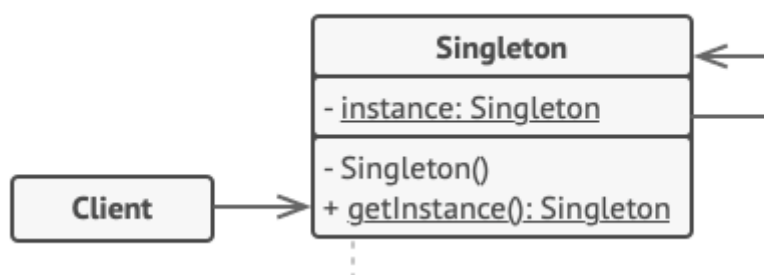 Singleton
- instance: Singleton
- Singleton()
Client
+ getInstance(): Singleton